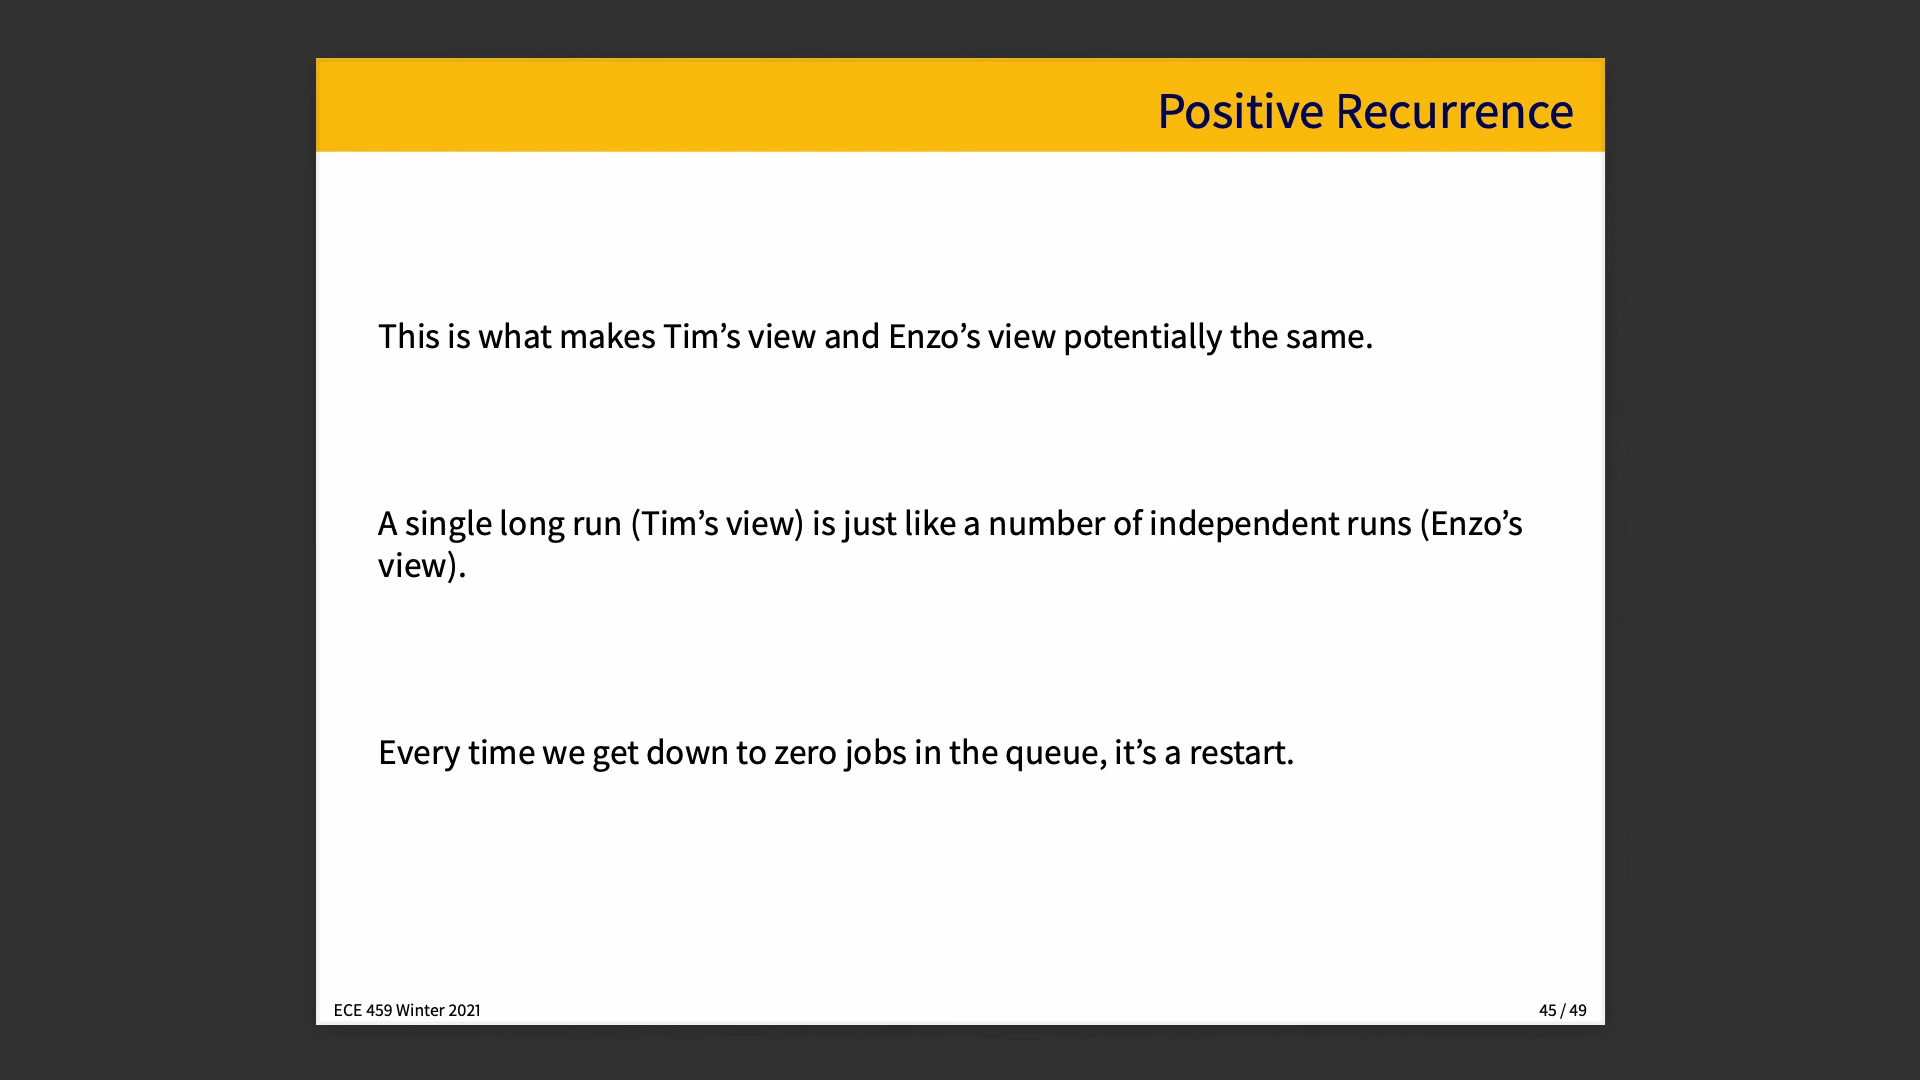 Positive Recurrence
This is what makes Tim’s view and Enzo’s view potentially the same.
A single long run (Tim’s view) is just like a number of independent runs (Enzo’s
view).
Every time we get down to zero jobs in the queue, it’s a restart.
ECE 459 Winter 2021
45 / 49